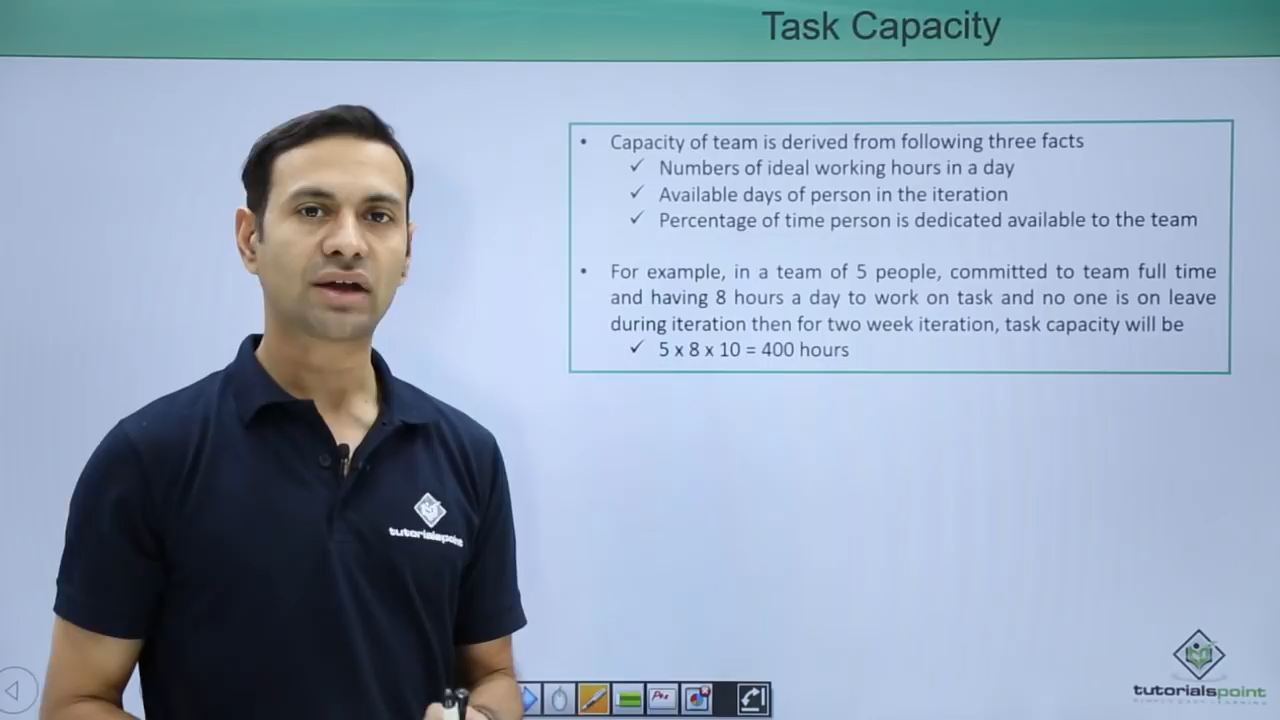 Task Capacity
• Capacity of team is derived from following three facts
✓ Numbers of ideal working hours in a day
✓ Available days of person in the iteration
✓ Percentage of time person is dedicated available to the team
• For example, in a team of 5 people, committed to team full time
and having 8 hours a day to work on task and no one is on leave
during iteration then for two week iteration, task capacity will be
✓ 5 x 8 x 10 = 400 hours
tutorialspoint
tutorialspoint
SIMPLY EASY LEARNING